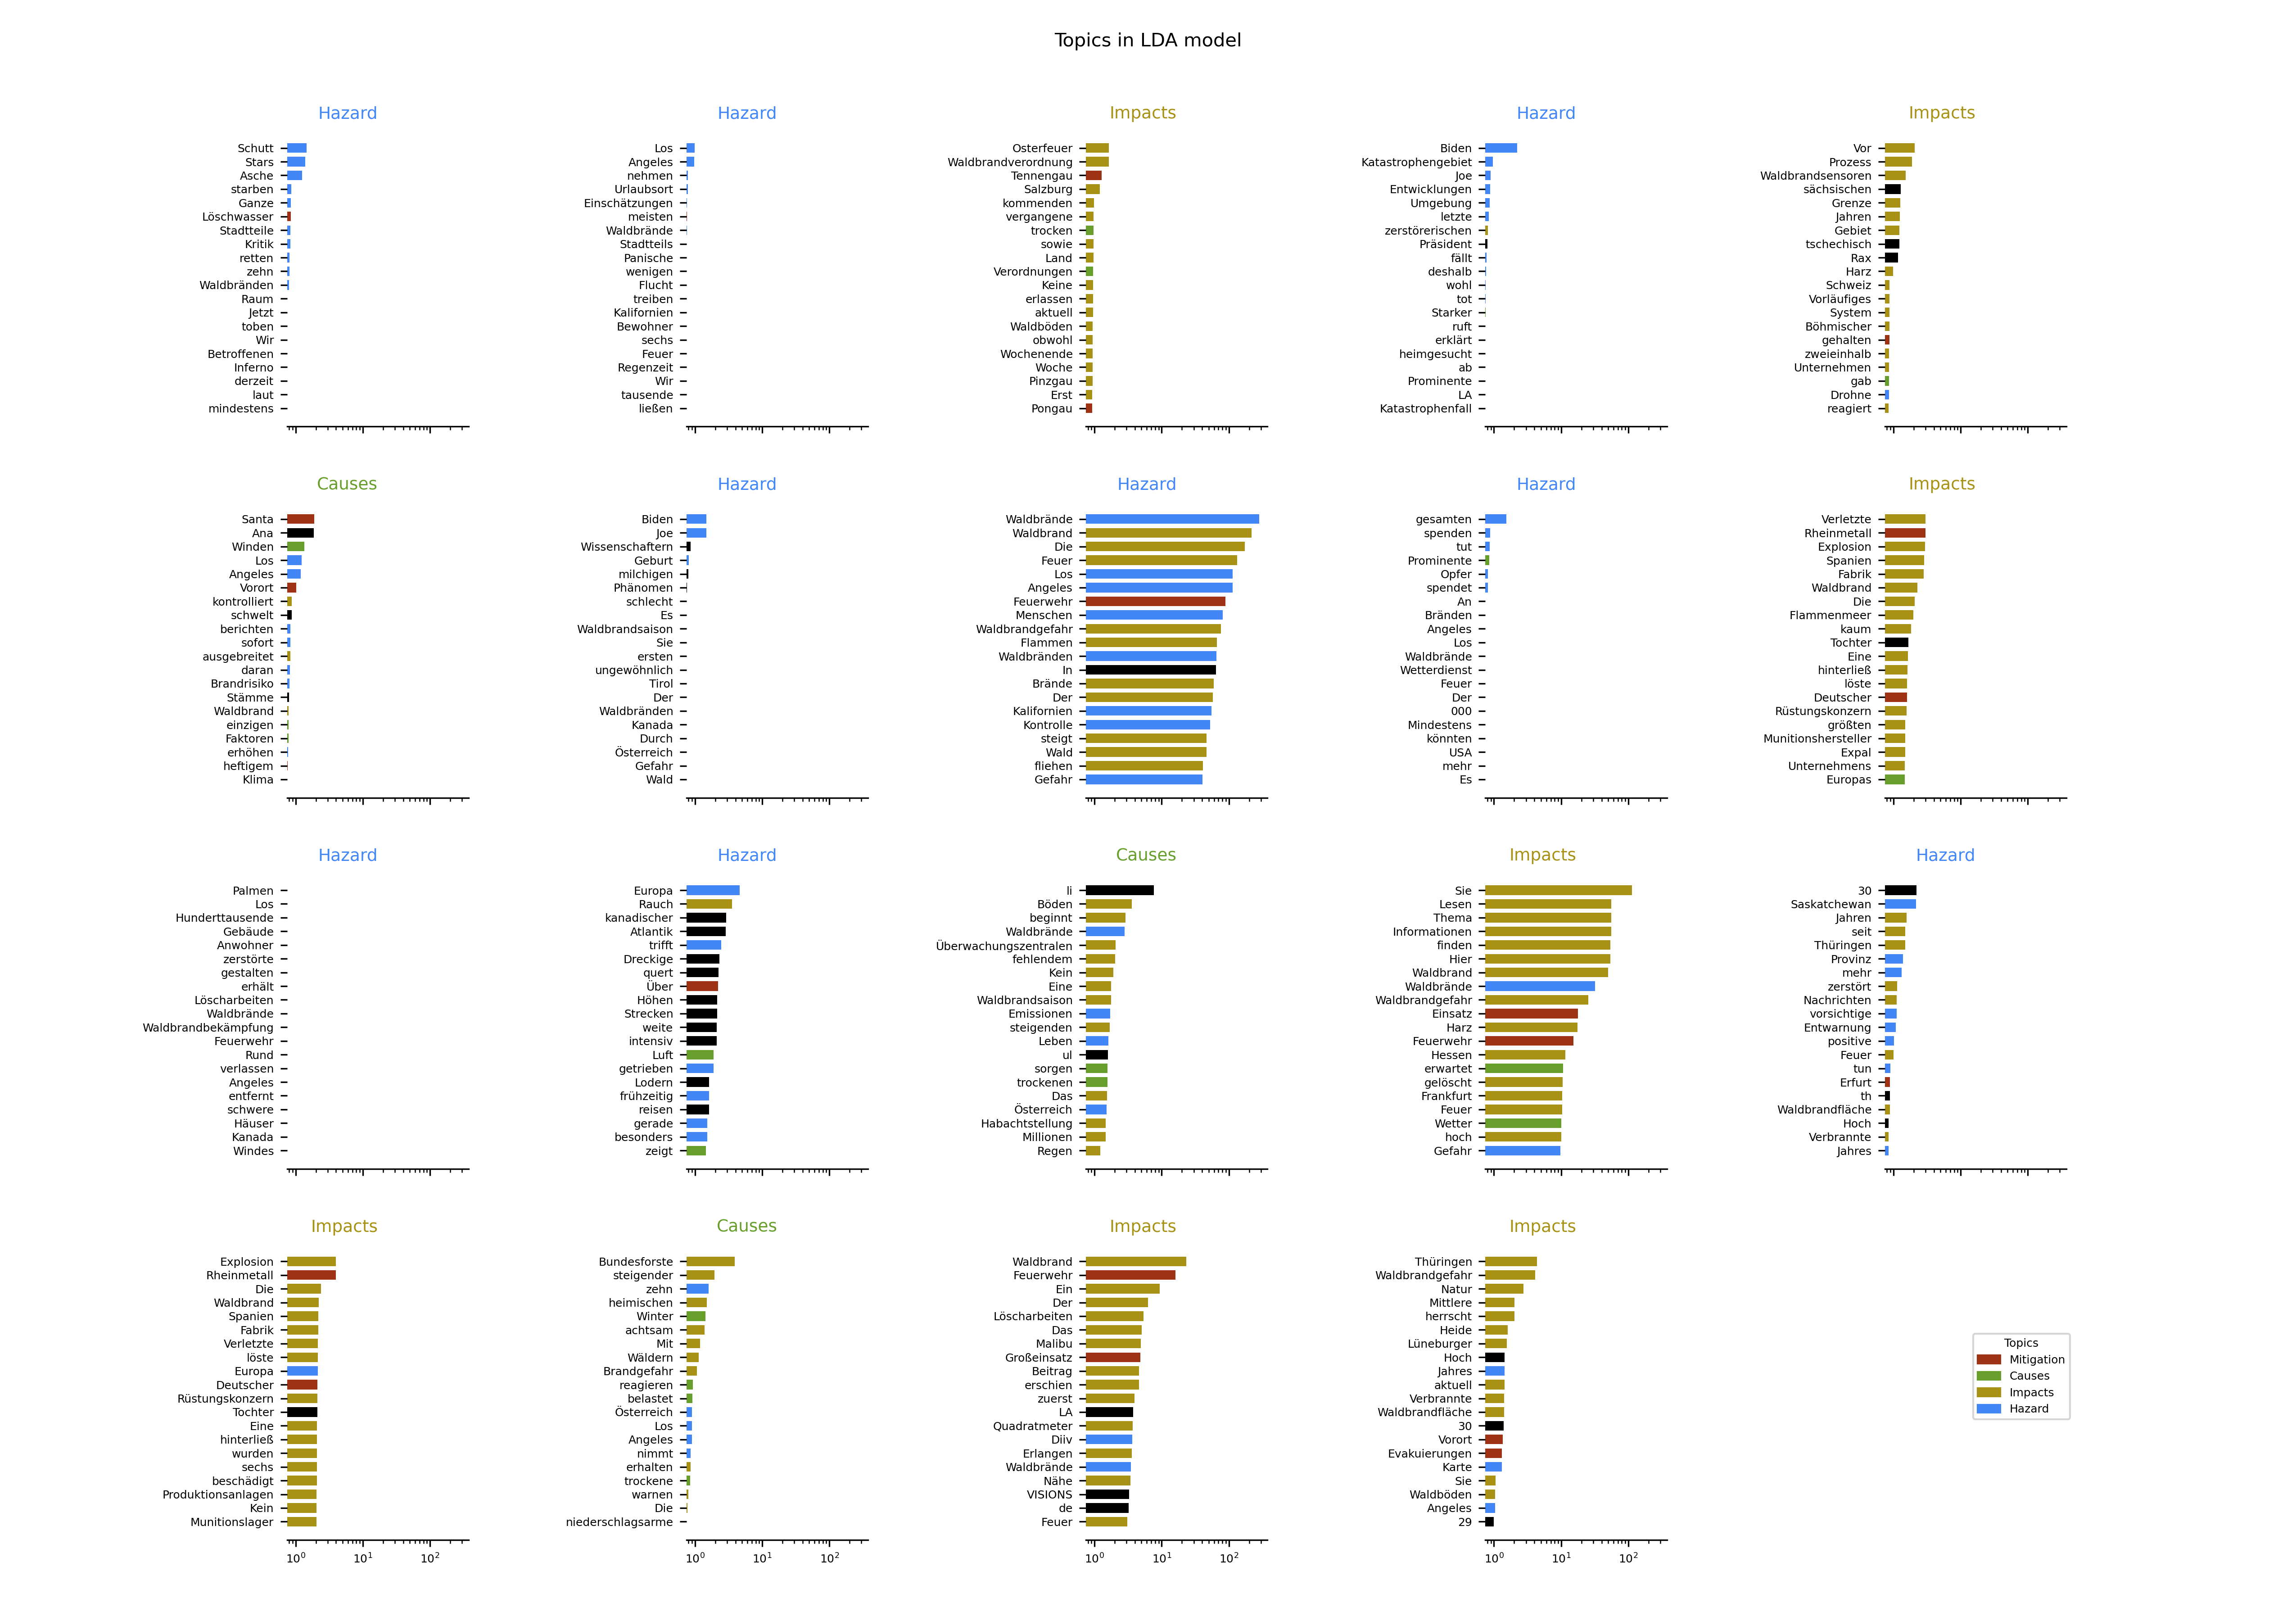 Topics in LDA model
Hazard
Schutt
Stars
Asche
starben
Ganze
Löschwasser
Stadtteile
Kritik
retten
zehn
Waldbränden
Raum
Jetzt
toben
Wir
Betroffenen
Inferno
derzeit
laut
mindestens
Hazard
Los
Angeles
nehmen
Urlaubsort
Einschätzungen
meisten
Waldbrände
Stadtteils
Panische
wenigen
Flucht
treiben
Kalifornien
Bewohner
sechs
Feuer
Regenzeit
Wir
tausende
ließen
Impacts
Osterfeuer
Waldbrandverordnung
Tennengau
Salzburg
kommenden
vergangene
trocken
sowie
Land
Verordnungen
Keine
erlassen
aktuell
Waldböden
obwohl
Wochenende
Woche
Pinzgau
Erst
Pongau
Hazard
Biden
Katastrophengebiet
Joe
Entwicklungen
Umgebung
letzte
zerstörerischen
Präsident
fällt
deshalb
wohl
tot
Starker
ruft
erklärt
heimgesucht
ab
Prominente
LA
Katastrophenfall
Impacts
Vor
Prozess
Waldbrandsensoren
sächsischen
Grenze
Jahren
Gebiet
tschechisch
Rax
Harz
Schweiz
Vorläufiges
System
Böhmischer
gehalten
zweieinhalb
Unternehmen
gab
Drohne
reagiert
Causes
Santa
Ana
Winden
Los
Angeles
Vorort
kontrolliert
schwelt
berichten
sofort
ausgebreitet
daran
Brandrisiko
Stämme
Waldbrand
einzigen
Faktoren
erhöhen
heftigem
Klima
Hazard
Biden
Joe
Wissenschaftern
Geburt
milchigen
Phänomen
schlecht
Es
Waldbrandsaison
Sie
ersten
ungewöhnlich
Tirol
Der
Waldbränden
Kanada
Durch
Österreich
Gefahr
Wald
Hazard
Waldbrände
Waldbrand
Die
Feuer
Los
Angeles
Feuerwehr
Menschen
Waldbrandgefahr
Flammen
Waldbränden
In
Brände
Der
Kalifornien
Kontrolle
steigt
Wald
fliehen
Gefahr
Hazard
gesamten
spenden
tut
Prominente
Opfer
spendet
An
Bränden
Angeles
Los
Waldbrände
Wetterdienst
Feuer
Der
000
Mindestens
könnten
USA
mehr
Es
Impacts
Verletzte
Rheinmetall
Explosion
Spanien
Fabrik
Waldbrand
Die
Flammenmeer
kaum
Tochter
Eine
hinterließ
löste
Deutscher
Rüstungskonzern
größten
Munitionshersteller
Expal
Unternehmens
Europas
Hazard
Palmen
Los
Hunderttausende
Gebäude
Anwohner
zerstörte
gestalten
erhält
Löscharbeiten
Waldbrände
Waldbrandbekämpfung
Feuerwehr
Rund
verlassen
Angeles
entfernt
schwere
Häuser
Kanada
Windes
Hazard
Europa
Rauch
kanadischer
Atlantik
trifft
Dreckige
quert
Über
Höhen
Strecken
weite
intensiv
Luft
getrieben
Lodern
frühzeitig
reisen
gerade
besonders
zeigt
Causes
li
Böden
beginnt
Waldbrände
Überwachungszentralen
fehlendem
Kein
Eine
Waldbrandsaison
Emissionen
steigenden
Leben
ul
sorgen
trockenen
Das
Österreich
Habachtstellung
Millionen
Regen
Impacts
Sie
Lesen
Thema
Informationen
finden
Hier
Waldbrand
Waldbrände
Waldbrandgefahr
Einsatz
Harz
Feuerwehr
Hessen
erwartet
gelöscht
Frankfurt
Feuer
Wetter
hoch
Gefahr
Hazard
30
Saskatchewan
Jahren
seit
Thüringen
Provinz
mehr
zerstört
Nachrichten
vorsichtige
Entwarnung
positive
Feuer
tun
Erfurt
th
Waldbrandfläche
Hoch
Verbrannte
Jahres
Impacts
Explosion
Rheinmetall
Die
Waldbrand
Spanien
Fabrik
Verletzte
löste
Europa
Deutscher
Rüstungskonzern
Tochter
Eine
hinterließ
wurden
sechs
beschädigt
Produktionsanlagen
Kein
Munitionslager
10⁰ 10¹ 10²
Causes
Bundesforste
steigender
zehn
heimischen
Winter
achtsam
Mit
Wäldern
Brandgefahr
reagieren
belastet
Österreich
Los
Angeles
nimmt
erhalten
trockene
warnen
Die
niederschlagsarme
10⁰ 10¹ 10²
Impacts
Waldbrand
Feuerwehr
Ein
Der
Löscharbeiten
Das
Malibu
Großeinsatz
Beitrag
erschien
zuerst
LA
Quadratmeter
Diiv
Erlangen
Waldbrände
Nähe
VISIONS
de
Feuer
10⁰ 10¹ 10²
Impacts
Thüringen
Waldbrandgefahr
Natur
Mittlere
herrscht
Heide
Lüneburger
Hoch
Jahres
aktuell
Verbrannte
Waldbrandfläche
30
Vorort
Evakuierungen
Karte
Sie
Waldböden
Angeles
29
10⁰ 10¹ 10²
Topics
Mitigation
Causes
Impacts
Hazard